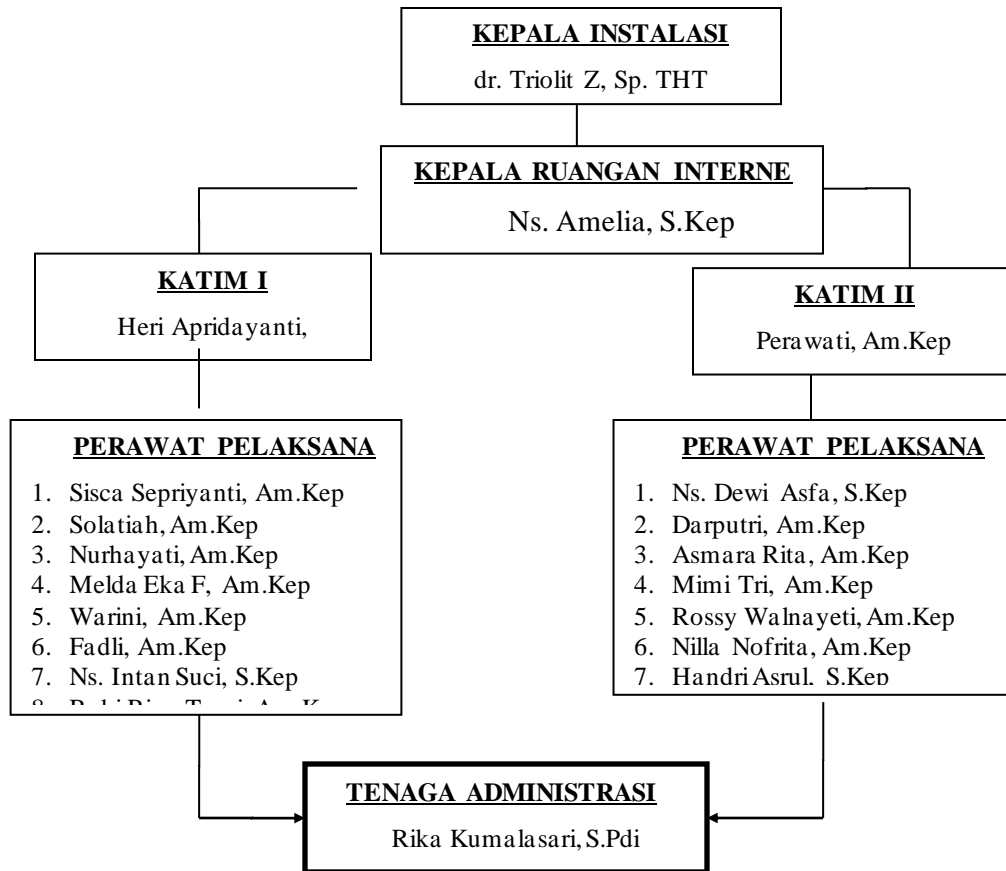 KEPALA INSTALASI
dr. Triolit Z, Sp. THT
KEPALA RUANGAN INTERNE
Ns. Amelia, S.Kep
KATIM I
Heri Apridayanti,
KATIM II
Perawati, Am.Kep
PERAWAT PELAKSANA
1. Sisca Sepriyanti, Am.Kep
2. Solatiah, Am.Kep
3. Nurhayati, Am.Kep
4. Melda Eka F, Am.Kep
5. Warini, Am.Kep
6. Fadli, Am.Kep
7. Ns. Intan Suci, S.Kep
PERAWAT PELAKSANA
1. Ns. Dewi Asfa, S.Kep
2. Darputri, Am.Kep
3. Asmara Rita, Am.Kep
4. Mimi Tri, Am.Kep
5. Rossy Walnayeti, Am.Kep
6. Nilla Nofrita, Am.Kep
7. Handri Asrul, S.Kep
TENAGA ADMINISTRASI
Rika Kumalasari, S.Pdi